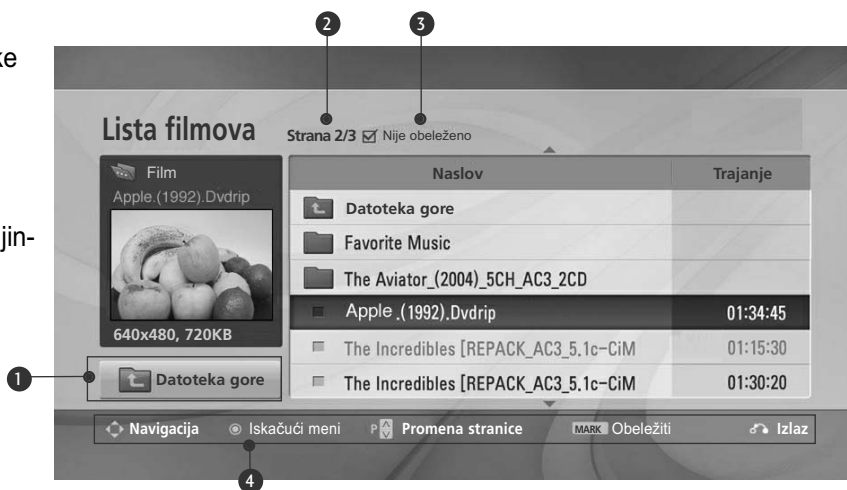 2 3
ke
Lista filmova Strana 2/3 Nije obeleženo
Film Naslov Trajanje
Apple.(1992).Dvdrip
Datoteka gore
jin-
Favorite Music
The Aviator_(2004)_5CH_AC3_2CD
Apple .(1992).Dvdrip 01:34:45
640x480, 720KB
The Incredibles [REPACK_AC3_5.1c-CiM 01:15:30
1 Datoteka gore
The Incredibles [REPACK_AC3_5.1c-CiM 01:30:20
Navigacija Iskačući meni P Promena stranice MARK Obeležiti Izlaz
4